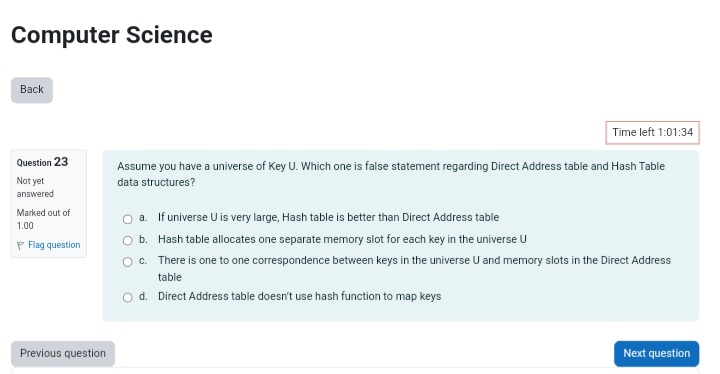 Computer Science
Back
Time left 1:01:34
Question 23
Not yet
answered
Marked out of
1.00
Flag question
Assume you have a universe of Key U. Which one is false statement regarding Direct Address table and Hash Table
data structures?
a. If universe U is very large, Hash table is better than Direct Address table
b. Hash table allocates one separate memory slot for each key in the universe U
c. There is one to one correspondence between keys in the universe U and memory slots in the Direct Address
table
d. Direct Address table doesn't use hash function to map keys
Previous question
Next question